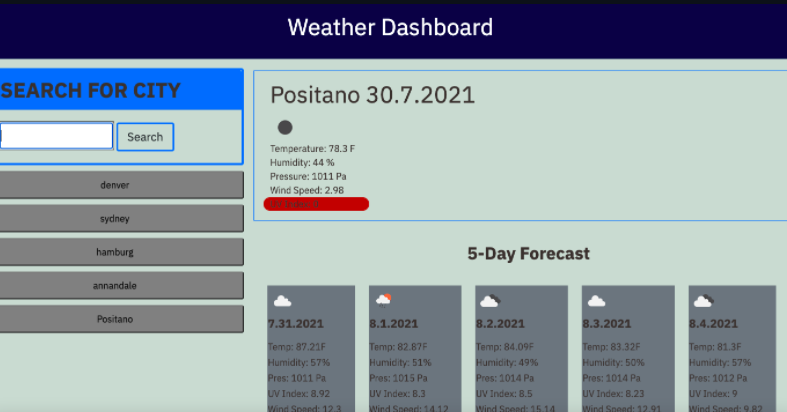 Weather Dashboard
SEARCH FOR CITY
Search
denver
sydney
hamburg
annandale
Positano
Positano 30.7.2021
Temperature: 78.3 F
Humidity: 44 %
Pressure: 1011 Pa
Wind Speed: 2.98
5-Day Forecast
7.31.2021
Temp: 87.21F
Humidity: 57%
Pres: 1011 Pa
UV Index: 8.92
Wind Speed: 12.3
8.1.2021
Temp: 82.87F
Humidity: 51%
Pres: 1015 Pa
UV Index: 8.3
Wind Speed: 14.12
8.2.2021
Temp: 84.09F
Humidity: 49%
Pres: 1014 Pa
UV Index: 8.5
Wind Speed: 15.14
8.3.2021
Temp: 83.32F
Humidity: 50%
Pres: 1014 Pa
UV Index: 8.23
Wind Speed: 12.91
8.4.2021
Temp: 81.3F
Humidity: 57%
Pres: 1012 Pa
UV Index: 9
Wind Speed: 9.82